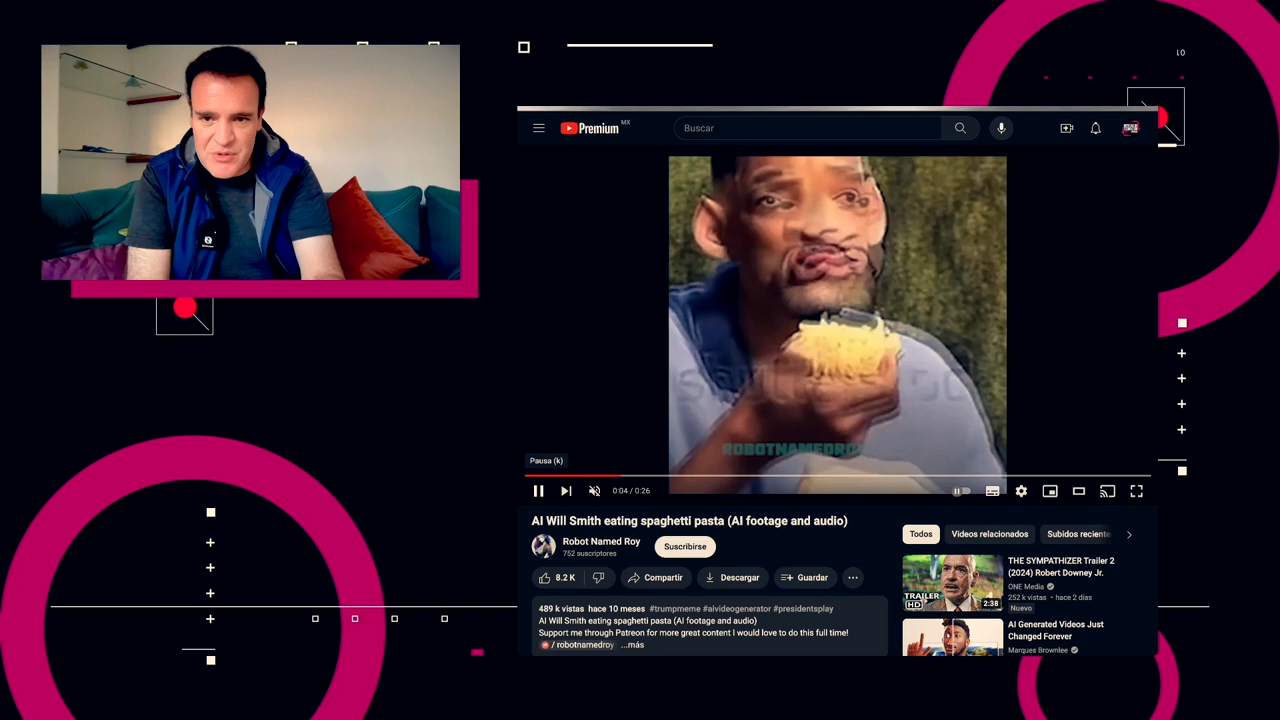 10
Premium MX
Buscar
ROBOTNAMEDROY
Pausa (k)
0:04 / 0:26
AI Will Smith eating spaghetti pasta (AI footage and audio)
Robot Named Roy
752 suscriptores
Suscribirse
8.2 K
Compartir
Descargar
Guardar
489 k vistas hace 10 meses #trumpmeme #aivideogenerator #presidentsplay
AI Will Smith eating spaghetti pasta (AI footage and audio)
Support me through Patreon for more great content I would love to do this full time!
/ robotnamedroy ...más
Todos
Videos relacionados
Subidos reciente
TRAILER
HD
2:38
THE SYMPATHIZER Trailer 2
(2024) Robert Downey Jr.
ONE Media
252 k vistas • hace 2 días
Nuevo
AI Generated Videos Just
Changed Forever
Marques Brownlee